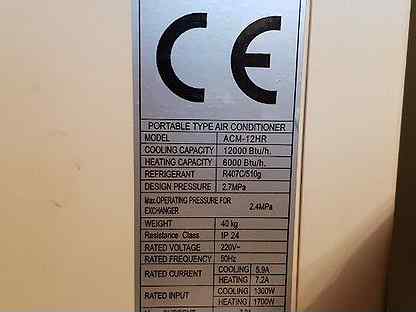 CE
PORTABLE TYPE AIR CONDITIONER
MODEL ACM-12HR
COOLING CAPACITY 12000 Btu/h.
HEATING CAPACITY 6000 Btu/h.
REFRIGERANT R407C/510g
DESIGN PRESSURE 2.7MPa
Max.OPERATING PRESSURE FOR
EXCHANGER 2.4MPa
WEIGHT 40 kg
Resistance Class IP 24
RATED VOLTAGE 220V~
RATED FREQUENCY 50Hz
RATED CURRENT COOLING 5.9A
HEATING 7.2A
RATED INPUT COOLING 1300W
HEATING 1700W